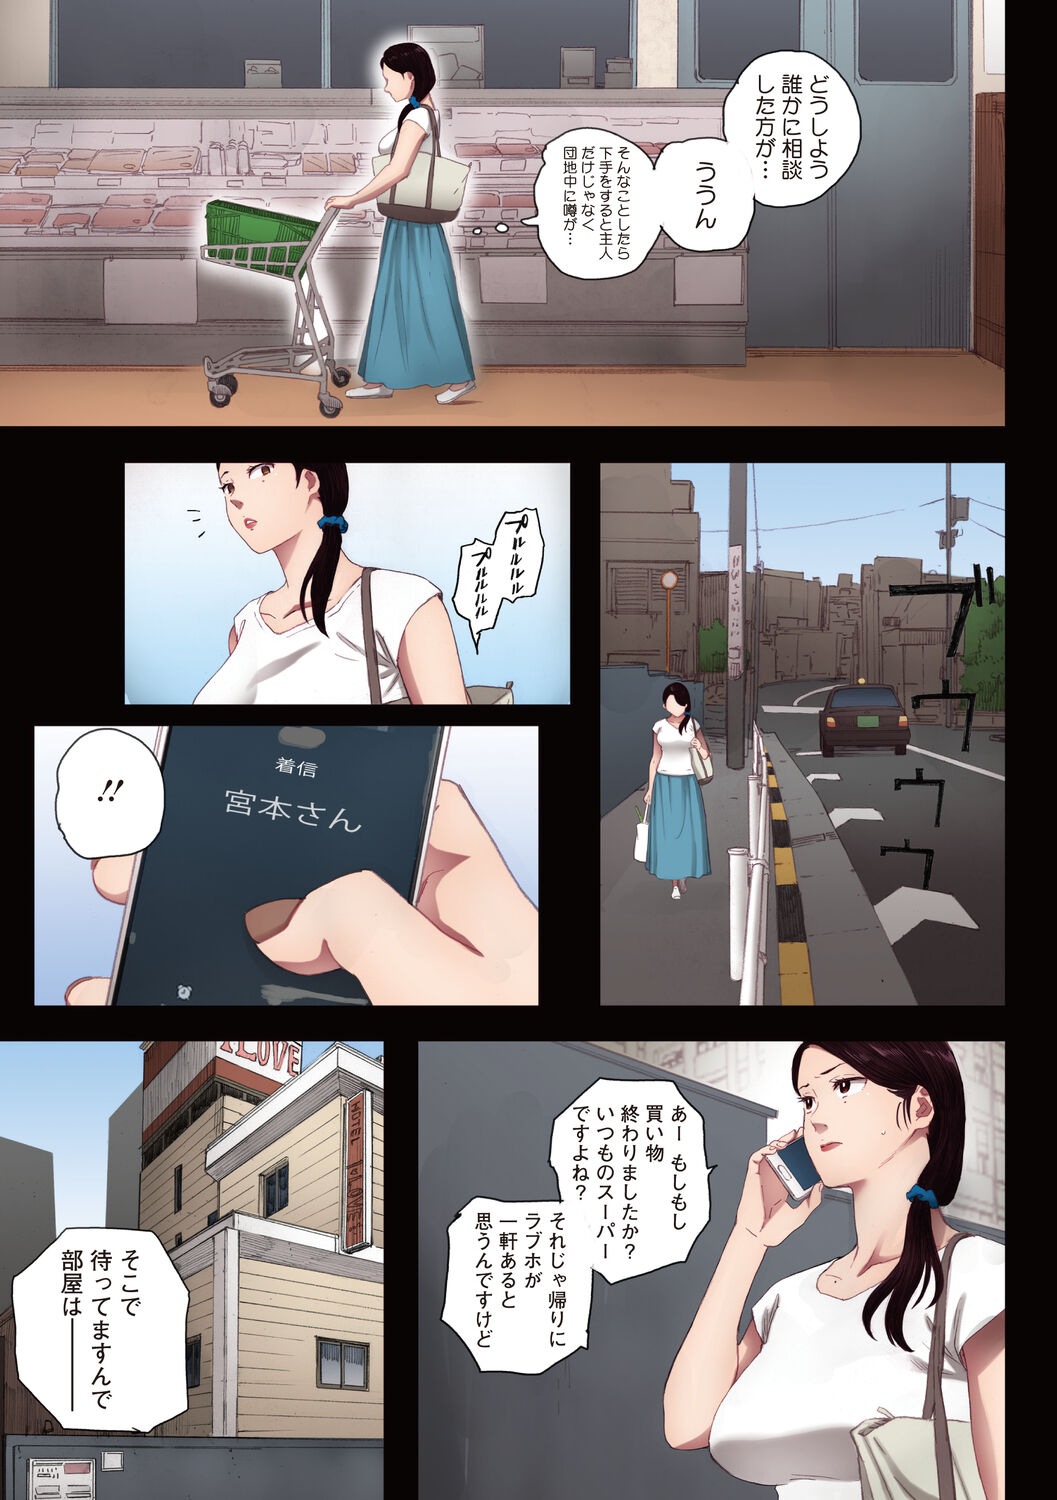 どうしよう
誰かに相談
した方が…
ううん
そんなことしたら
下手をすると主人
だけじゃなく
団地中に噂が…
ブウゥゥ
プルルルル
プルルルル
着信
宮本さん
!!
あー もしもし
買い物
終わりましたか?
いつものスーパー
ですよね?
それじゃ帰りに
ラブホが
一軒あると
思うんですけど
LOVE
HOTEL
そこで
待ってますんで
部屋は――